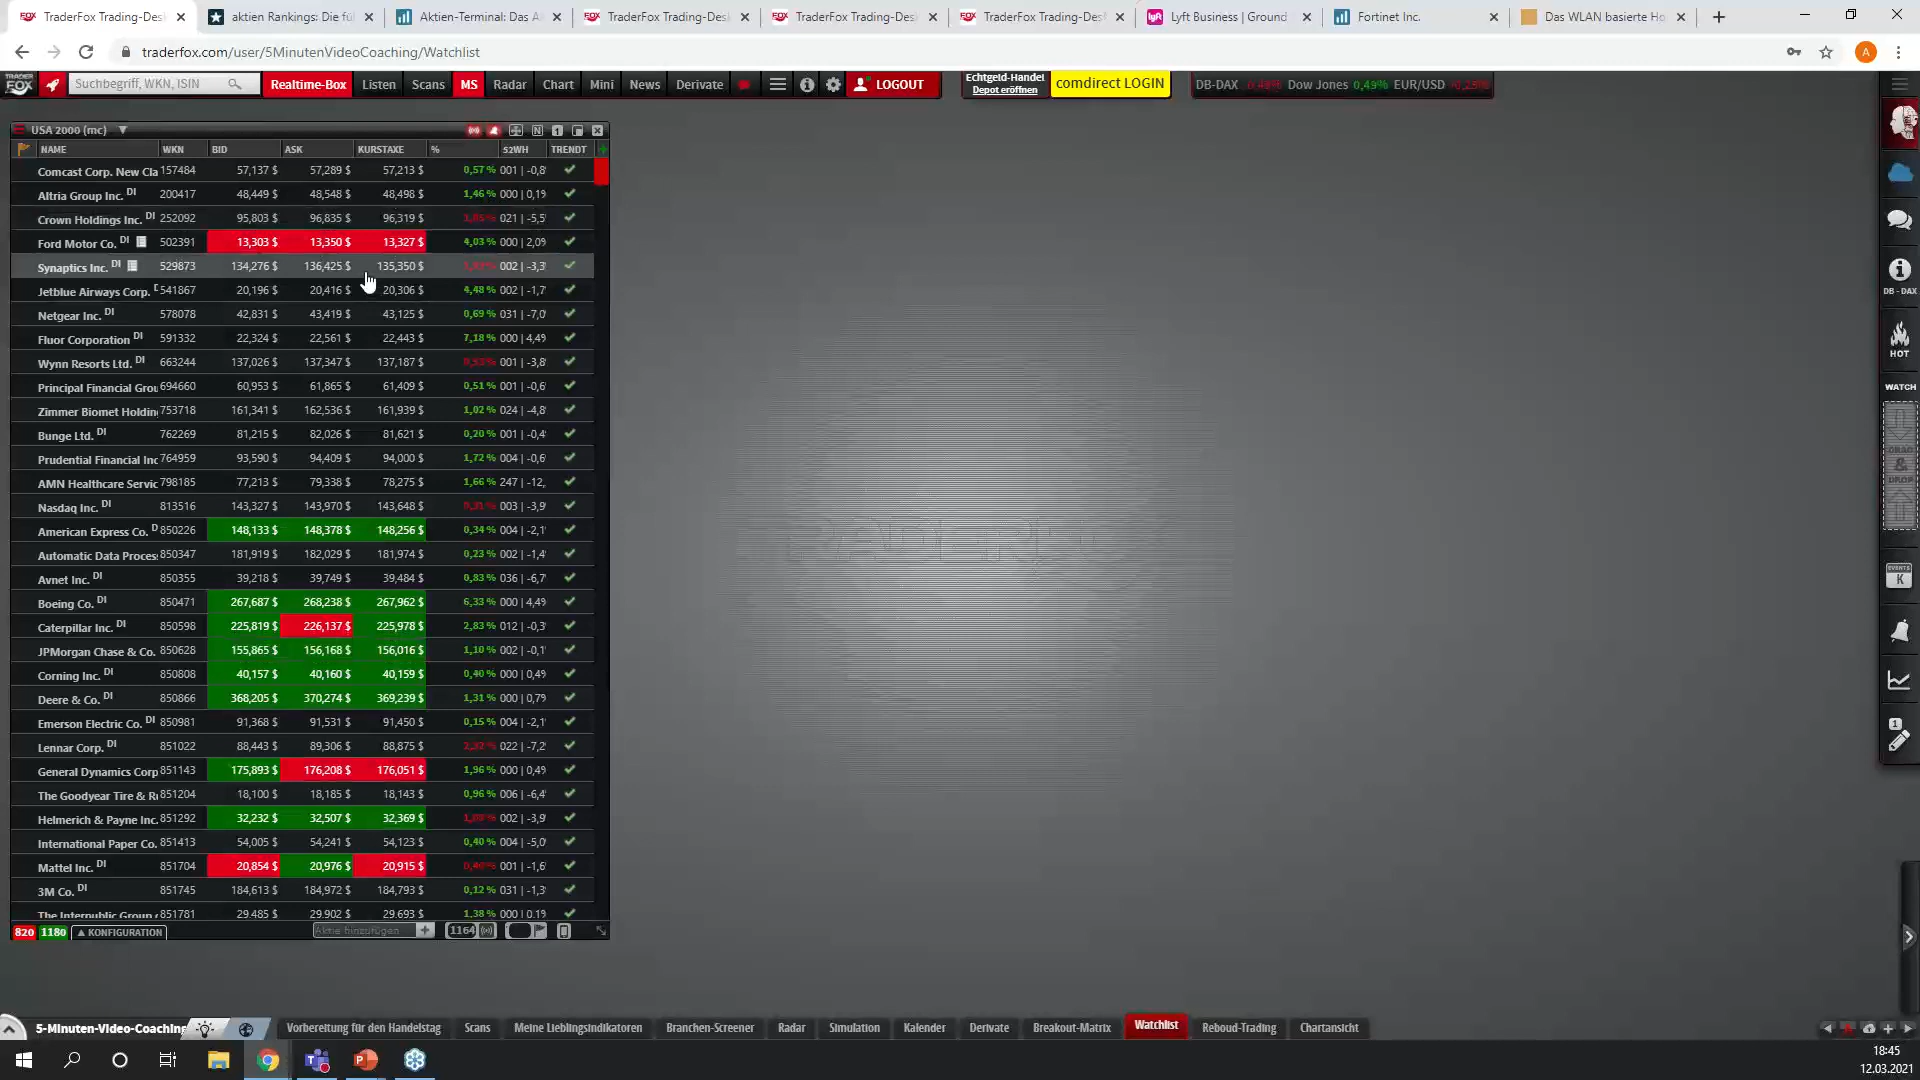 TraderFox Trading-Des
aktien Rankings: Die fü
Aktien-Terminal: Das A
TraderFox Trading-Des
TraderFox Trading-Des
TraderFox Trading-Des
Lyft Business | Ground
Fortinet Inc.
Das WLAN basierte Ho
traderfox.com/user/5MinutenVideoCoaching/Watchlist
A
TRADER FOX
Suchbegriff, WKN, ISIN
Realtime-Box
Listen
Scans
MS
Radar
Chart
Mini
News
Derivate
LOGOUT
Echtgeld-Handel
Depot eröffnen
comdirect LOGIN
DB-DAX 0,49% Dow Jones 0,49% EUR/USD -0,25%
USA 2000 (mc)
NAME WKN BID ASK KURSTAXE % 52WH TRENDT
Comcast Corp. New Cla 157484 57,137 $ 57,289 $ 57,213 $ 0,57 % 001 | -0,8
Altria Group Inc. DI 200417 48,449 $ 48,548 $ 48,498 $ 1,46 % 000 | 0,19
Crown Holdings Inc. DI 252092 95,803 $ 96,835 $ 96,319 $ 021 | -5,5
Ford Motor Co. DI 502391 13,303 $ 13,350 $ 13,327 $ 4,03 % 000 | 2,09
Synaptics Inc. DI 529873 134,276 $ 136,425 $ 135,350 $ 002 | -3,3
Jetblue Airways Corp. 541867 20,196 $ 20,416 $ 20,306 $ 4,48 % 002 | -1,7
Netgear Inc. DI 578078 42,831 $ 43,419 $ 43,125 $ 0,69 % 031 | -7,0
Fluor Corporation DI 591332 22,324 $ 22,561 $ 22,443 $ 7,18 % 000 | 4,49
Wynn Resorts Ltd. DI 663244 137,026 $ 137,347 $ 137,187 $ 001 | -3,8
Principal Financial Grou 694660 60,953 $ 61,865 $ 61,409 $ 0,51 % 001 | -0,6
Zimmer Biomet Holdin 753718 161,341 $ 162,536 $ 161,939 $ 1,02 % 024 | -4,8
Bunge Ltd. DI 762269 81,215 $ 82,026 $ 81,621 $ 0,20 % 001 | -0,4
Prudential Financial Inc 764959 93,590 $ 94,409 $ 94,000 $ 1,72 % 004 | -0,6
AMN Healthcare Servic 798185 77,213 $ 79,338 $ 78,275 $ 1,66 % 247 | -12,
Nasdaq Inc. DI 813516 143,327 $ 143,970 $ 143,648 $ 003 | -3,9
American Express Co. 850226 148,133 $ 148,378 $ 148,256 $ 0,34 % 004 | -2,1
Automatic Data Proces 850347 181,919 $ 182,029 $ 181,974 $ 0,23 % 002 | -1,4
Avnet Inc. DI 850355 39,218 $ 39,749 $ 39,484 $ 0,83 % 036 | -6,7
Boeing Co. DI 850471 267,687 $ 268,238 $ 267,962 $ 6,33 % 000 | 4,49
Caterpillar Inc. DI 850598 225,819 $ 226,137 $ 225,978 $ 2,83 % 012 | -0,3
JPMorgan Chase & Co. 850628 155,865 $ 156,168 $ 156,016 $ 1,10 % 002 | -0,1
Corning Inc. DI 850808 40,157 $ 40,160 $ 40,159 $ 0,40 % 000 | 0,49
Deere & Co. DI 850866 368,205 $ 370,274 $ 369,239 $ 1,31 % 000 | 0,79
Emerson Electric Co. DI 850981 91,368 $ 91,531 $ 91,450 $ 0,15 % 004 | -2,1
Lennar Corp. DI 851022 88,443 $ 89,306 $ 88,875 $ 022 | -7,2
General Dynamics Corp 851143 175,893 $ 176,208 $ 176,051 $ 1,96 % 000 | 0,49
The Goodyear Tire & Ru 851204 18,100 $ 18,185 $ 18,143 $ 0,96 % 006 | -6,4
Helmerich & Payne Inc. 851292 32,232 $ 32,507 $ 32,369 $ 002 | -3,9
International Paper Co. 851413 54,005 $ 54,241 $ 54,123 $ 0,40 % 004 | -5,0
Mattel Inc. DI 851704 20,854 $ 20,976 $ 20,915 $ 001 | -1,6
3M Co. DI 851745 184,613 $ 184,972 $ 184,793 $ 0,12 % 031 | -1,3
The Interpublic Group 851781 29,485 $ 29,902 $ 29,693 $ 1,38 % 000 | 0,19
820 1180 KONFIGURATION Aktie hinzufügen 1164
TRADERFOX
DB - DAX
HOT
WATCH
DRAG
&
DROP
EVENTS
K
1
5-Minuten-Video-Coaching
Vorbereitung für den Handelstag
Scans
Meine Lieblingsindikatoren
Branchen-Screener
Radar
Simulation
Kalender
Derivate
Breakout-Matrix
Watchlist
Reboud-Trading
Chartansicht
18:45
12.03.2021